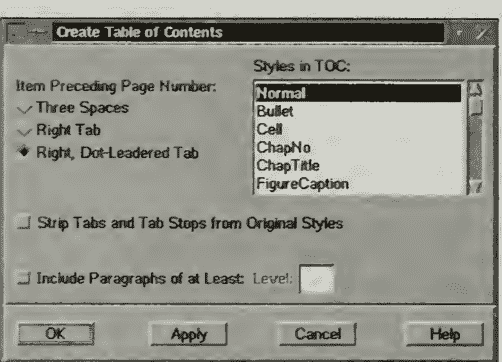 Create Table of Contents
Item Preceding Page Number:
Three Spaces
Right Tab
Right, Dot-Leadered Tab
Styles in TOC:
Normal
Bullet
Cell
ChapNo
ChapTitle
FigureCaption
Strip Tabs and Tab Stops from Original Styles
Include Paragraphs of at Least: Level:
OK Apply Cancel Help